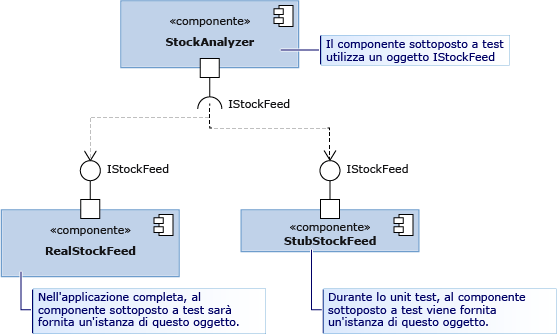 «componente»
StockAnalyzer
Il componente sottoposto a test
utilizza un oggetto IStockFeed
IStockFeed
IStockFeed
IStockFeed
«componente»
RealStockFeed
«componente»
StubStockFeed
Nell'applicazione completa, al
componente sottoposto a test sarà
fornita un'istanza di questo oggetto.
Durante lo unit test, al componente
sottoposto a test viene fornita
un'istanza di questo oggetto.